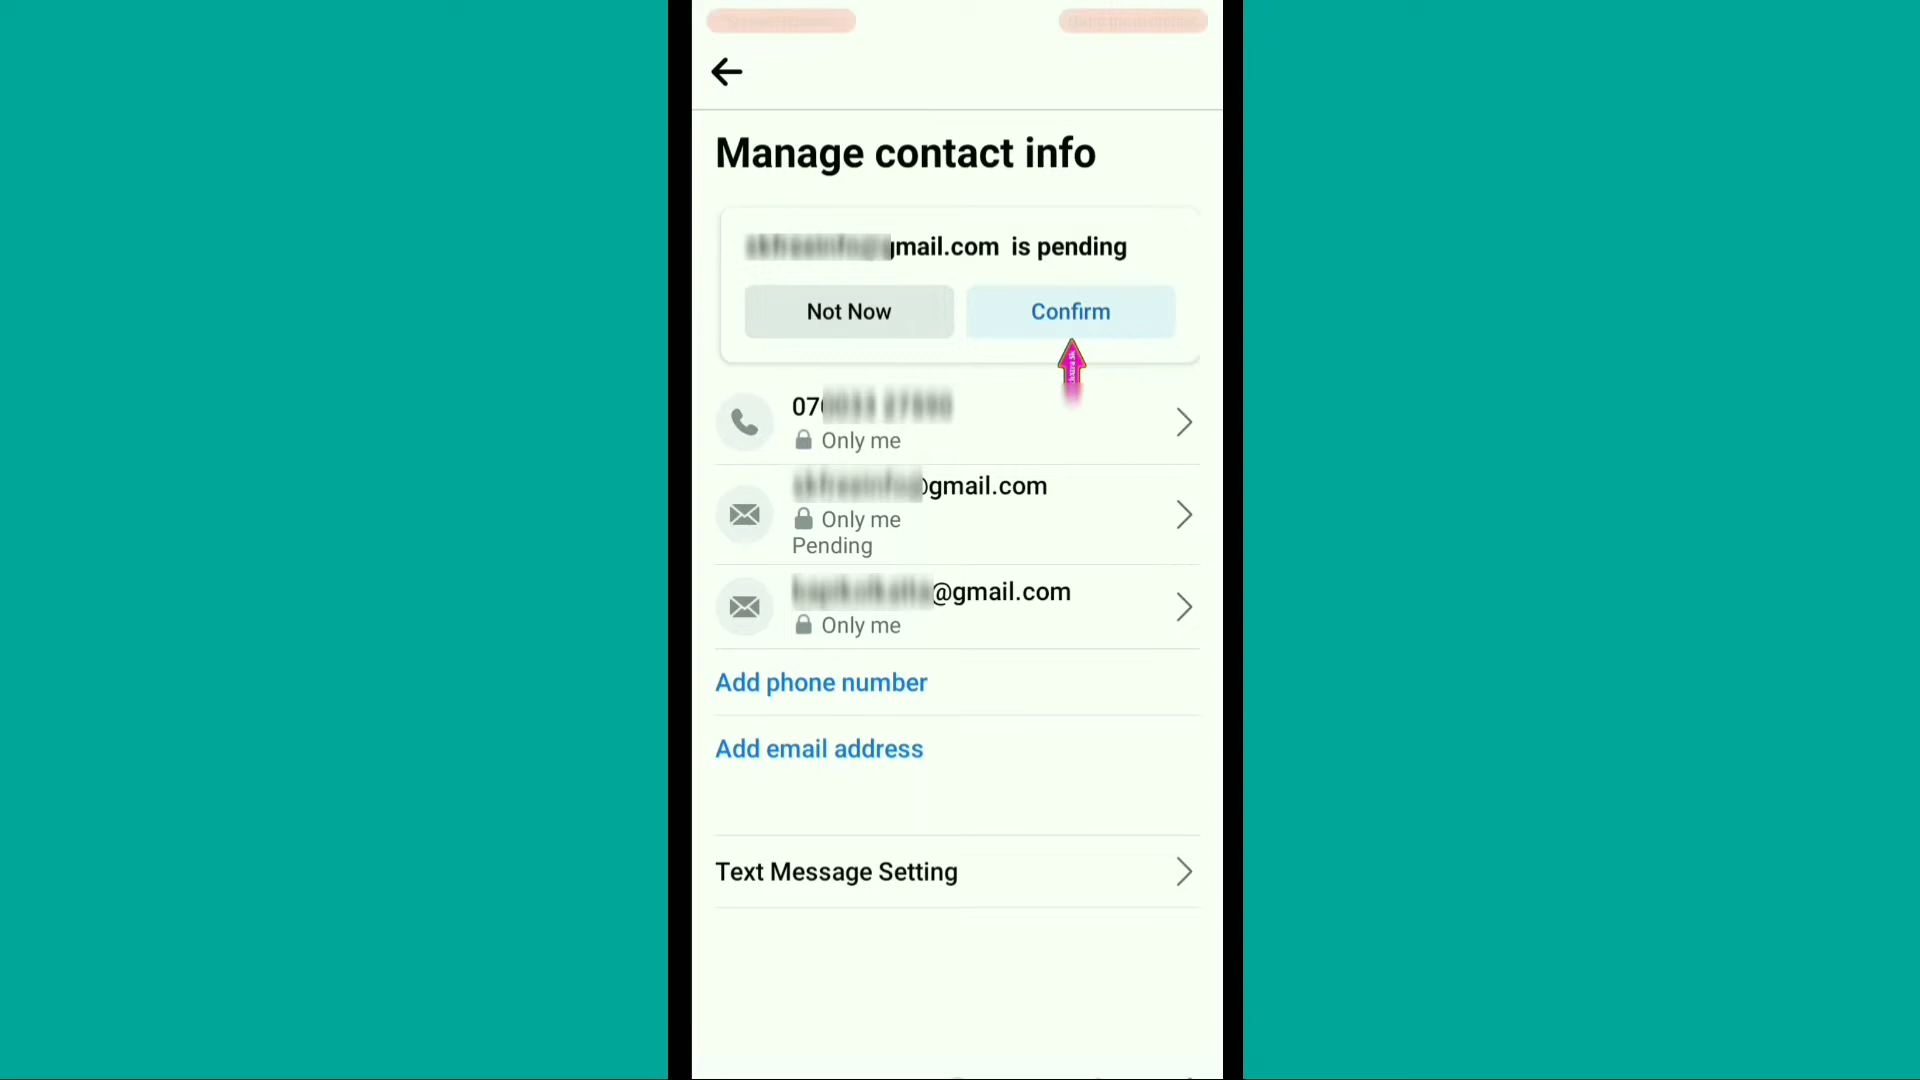 Manage contact info
gmail.com is pending
Not Now
Confirm
07
Only me
@gmail.com
Only me
Pending
@gmail.com
Only me
Add phone number
Add email address
Text Message Setting